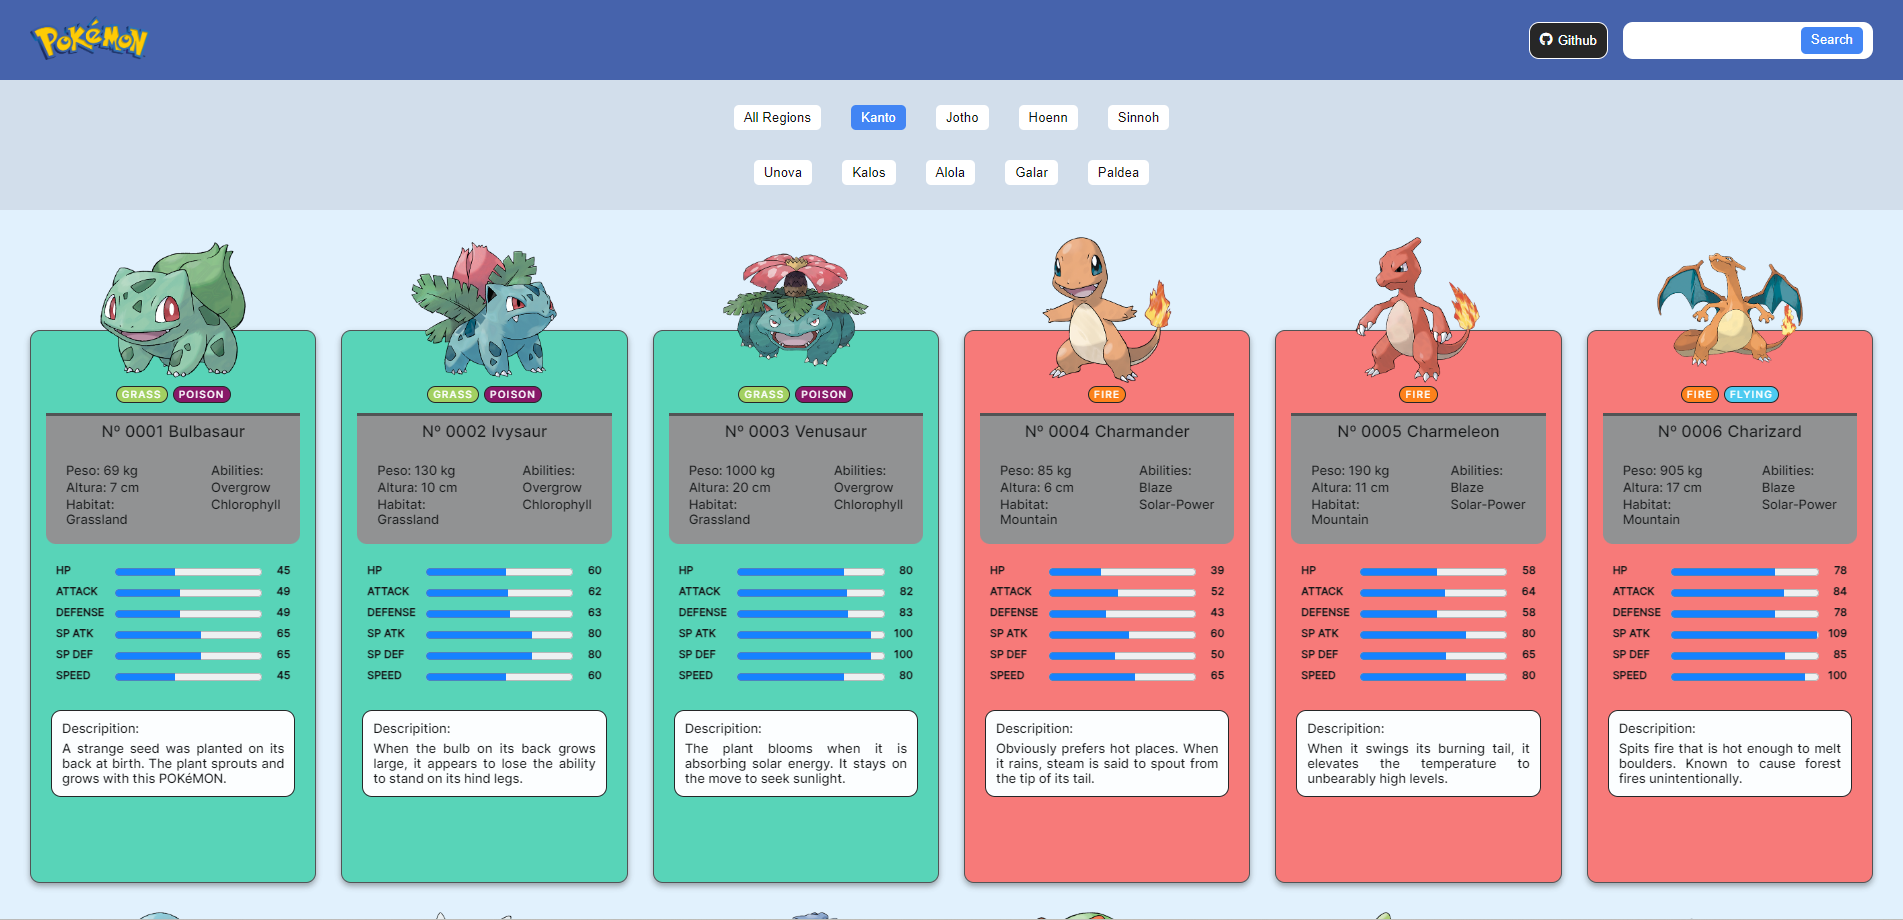 POKéMON
Github
Search
All Regions
Kanto
Jotho
Hoenn
Sinnoh
Unova
Kalos
Alola
Galar
Paldea
GRASS POISON
Nº 0001 Bulbasaur
Peso: 69 kg
Altura: 7 cm
Habitat:
Grassland
Abilities:
Overgrow
Chlorophyll
HP 45
ATTACK 49
DEFENSE 49
SP ATK 65
SP DEF 65
SPEED 45
Descripition:
A strange seed was planted on its
back at birth. The plant sprouts and
grows with this POKéMON.
GRASS POISON
Nº 0002 Ivysaur
Peso: 130 kg
Altura: 10 cm
Habitat:
Grassland
Abilities:
Overgrow
Chlorophyll
HP 60
ATTACK 62
DEFENSE 63
SP ATK 80
SP DEF 80
SPEED 60
Descripition:
When the bulb on its back grows
large, it appears to lose the ability
to stand on its hind legs.
GRASS POISON
Nº 0003 Venusaur
Peso: 1000 kg
Altura: 20 cm
Habitat:
Grassland
Abilities:
Overgrow
Chlorophyll
HP 80
ATTACK 82
DEFENSE 83
SP ATK 100
SP DEF 100
SPEED 80
Descripition:
The plant blooms when it is
absorbing solar energy. It stays on
the move to seek sunlight.
FIRE
Nº 0004 Charmander
Peso: 85 kg
Altura: 6 cm
Habitat:
Mountain
Abilities:
Blaze
Solar-Power
HP 39
ATTACK 52
DEFENSE 43
SP ATK 60
SP DEF 50
SPEED 65
Descripition:
Obviously prefers hot places. When
it rains, steam is said to spout from
the tip of its tail.
FIRE
Nº 0005 Charmeleon
Peso: 190 kg
Altura: 11 cm
Habitat:
Mountain
Abilities:
Blaze
Solar-Power
HP 58
ATTACK 64
DEFENSE 58
SP ATK 80
SP DEF 65
SPEED 80
Descripition:
When it swings its burning tail, it
elevates the temperature to
unbearably high levels.
FIRE FLYING
Nº 0006 Charizard
Peso: 905 kg
Altura: 17 cm
Habitat:
Mountain
Abilities:
Blaze
Solar-Power
HP 78
ATTACK 84
DEFENSE 78
SP ATK 109
SP DEF 85
SPEED 100
Descripition:
Spits fire that is hot enough to melt
boulders. Known to cause forest
fires unintentionally.